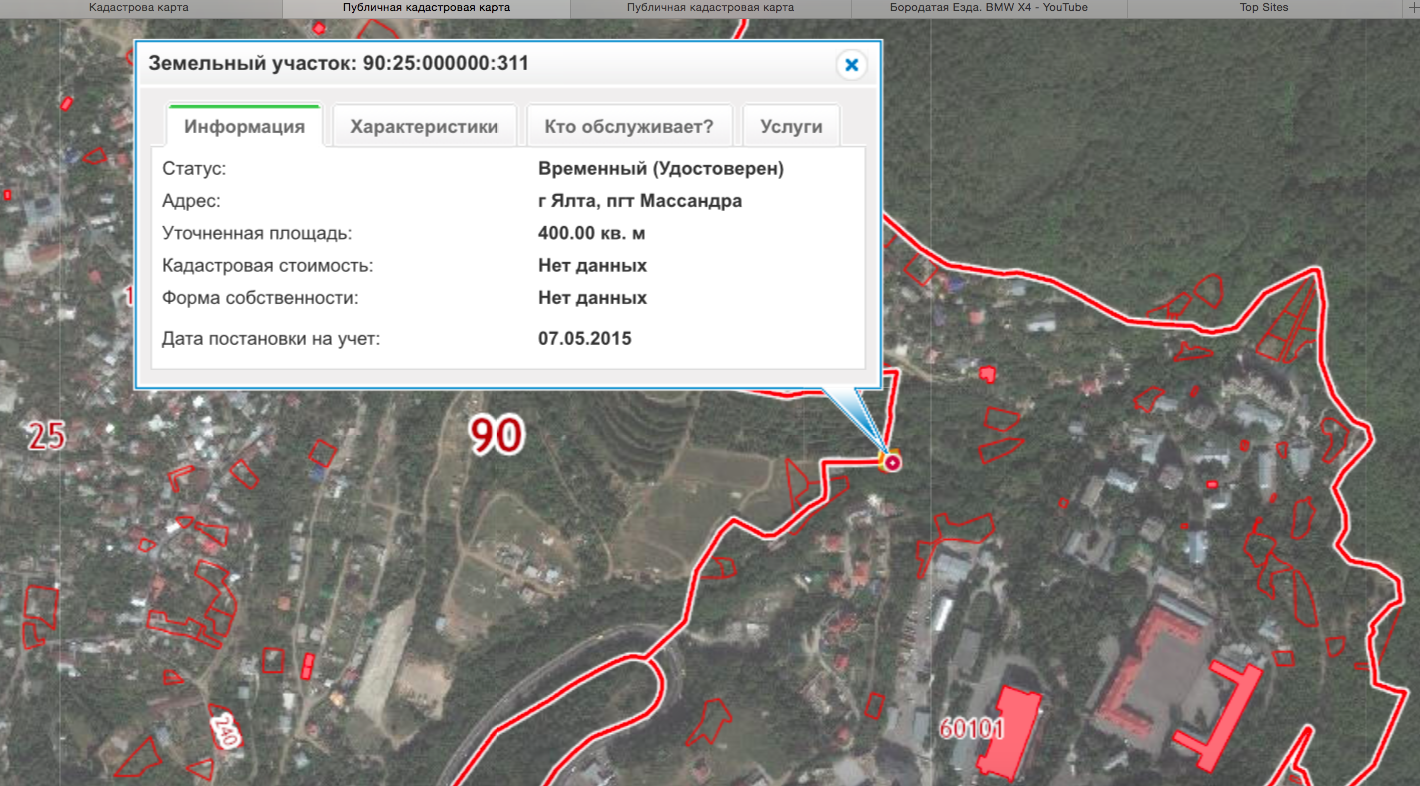 Кадастрова карта
Публичная кадастровая карта
Публичная кадастровая карта
Бородатая Езда. BMW X4 - YouTube
Top Sites
Земельный участок: 90:25:000000:311
Информация
Характеристики
Кто обслуживает?
Услуги
Статус: Временный (Удостоверен)
Адрес: г Ялта, пгт Массандра
Уточненная площадь: 400.00 кв. м
Кадастровая стоимость: Нет данных
Форма собственности: Нет данных
Дата постановки на учет: 07.05.2015
25
90
240
60101